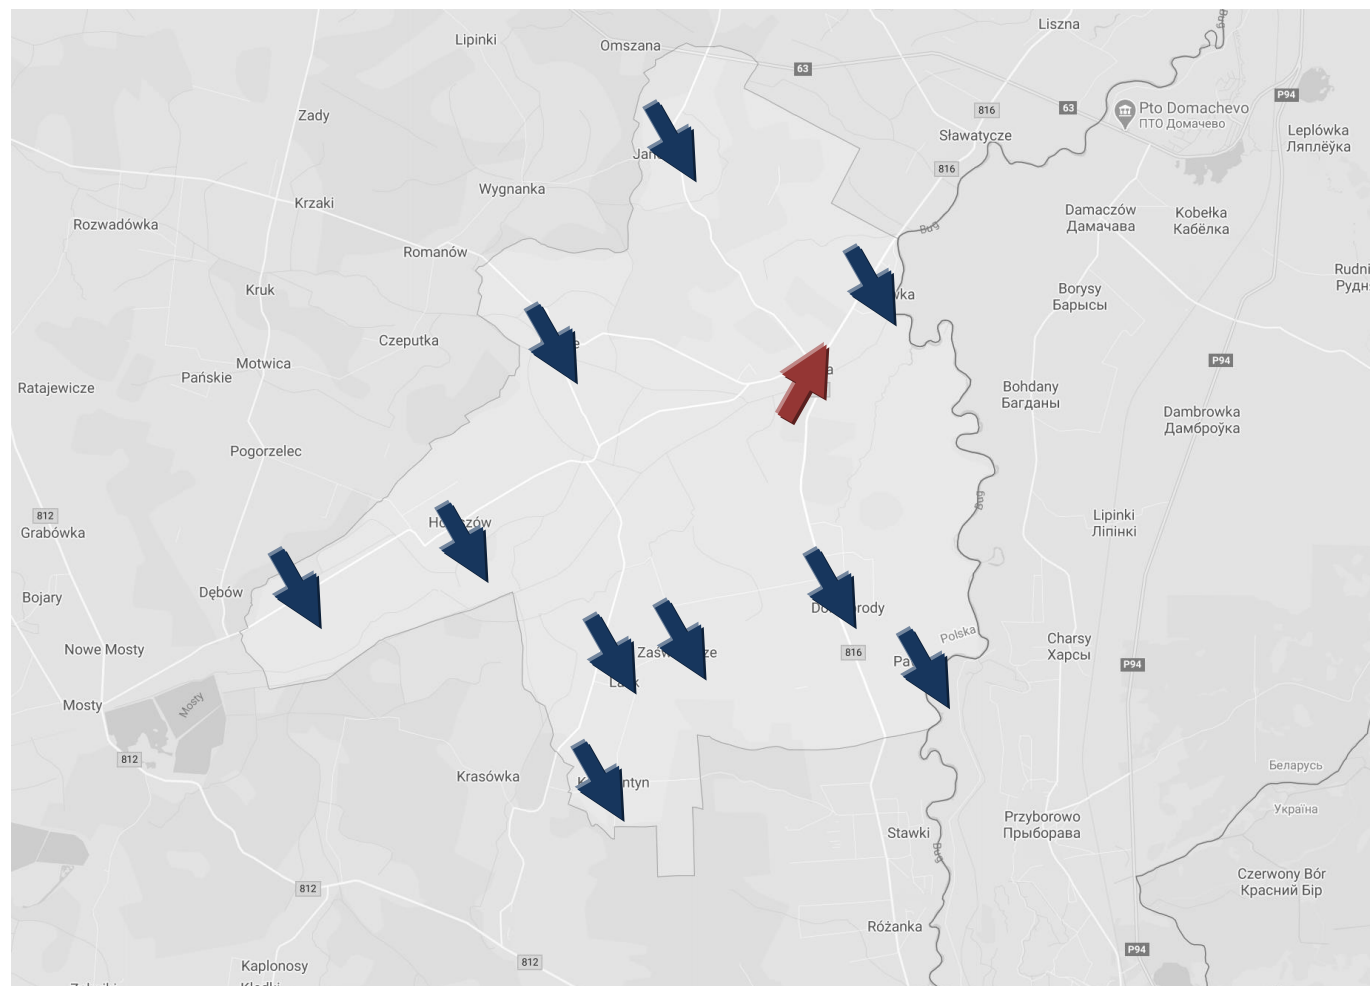 Liszna
Bug
Lipinki
Omszana
63
P94
816
63
Pto Domachevo
ПТО Домачево
Zady
Sławatycze
Leplówka
Ляплёўка
816
Wygnanka
Krzaki
Damaczów
Дамачава
Kobełka
Кабёлка
Rozwadówka
Bug
Romanów
Kruk
Borysy
Барысы
Czeputka
Motwica
Pańskie
P94
Ratajewicze
Bohdany
Багданы
Dambrowka
Дамброўка
Pogorzelec
Bug
812
Grabówka
Lipinki
Ліпінкі
Dębów
Bojary
Polska
Charsy
Харсы
Nowe Mosty
816
P94
Mosty
Mosty
812
Krasówka
Беларусь
Україна
Przyborowo
Прыборава
Stawki
Bug
Czerwony Bór
Красний Бір
812
Różanka
P94
812
Kaplonosy